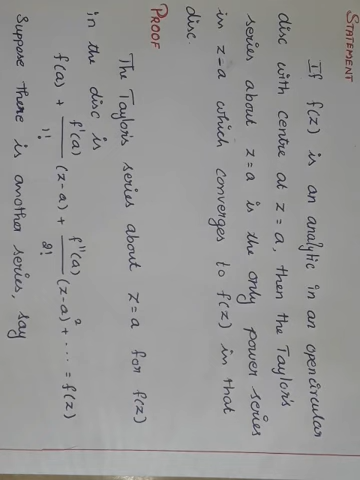 STATEMENT
If f(z) is an analytic in an opencircular
disc with centre at z = a, then the Taylor's
series about z = a is the only power series
in z-a which converges to f(z) in that
disc.
PROOF
The Taylor's series about z = a for f(z)
in the disc is
f(a) + f'(a)/1! (z-a) + f''(a)/2! (z-a)² + ... = f(z)
Suppose there is another series, say